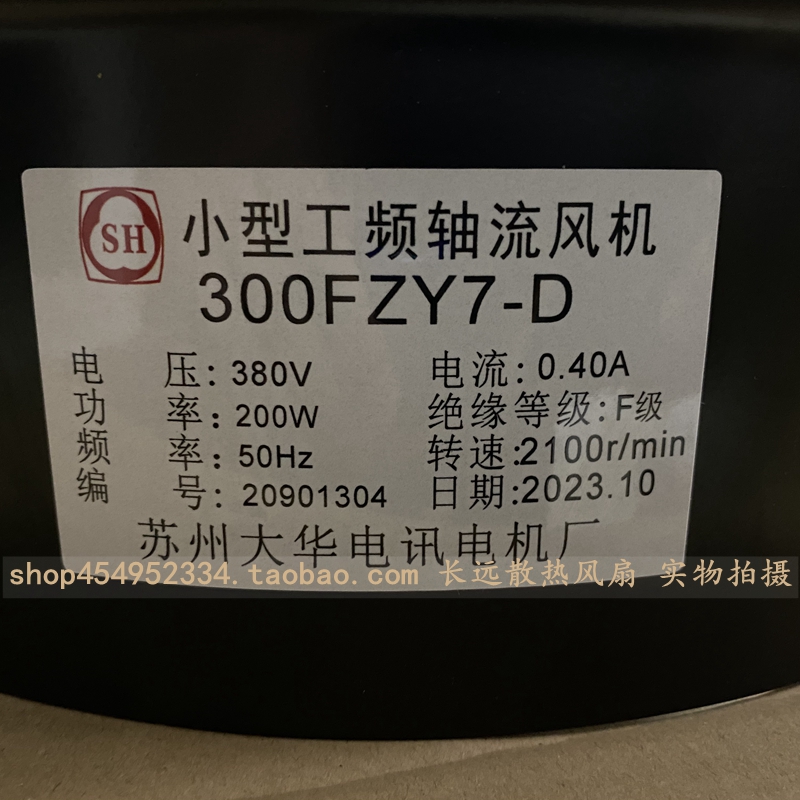 SH 小型工频轴流风机
300FZY7-D
电 压: 380V 电流: 0.40A
功 率: 200W 绝缘等级: F级
频 率: 50Hz 转速:2100r/min
编 号: 20901304 日期:2023.10
苏州大华电讯电机厂
shop454952334.taobao.com 长远散热风扇 实物拍摄